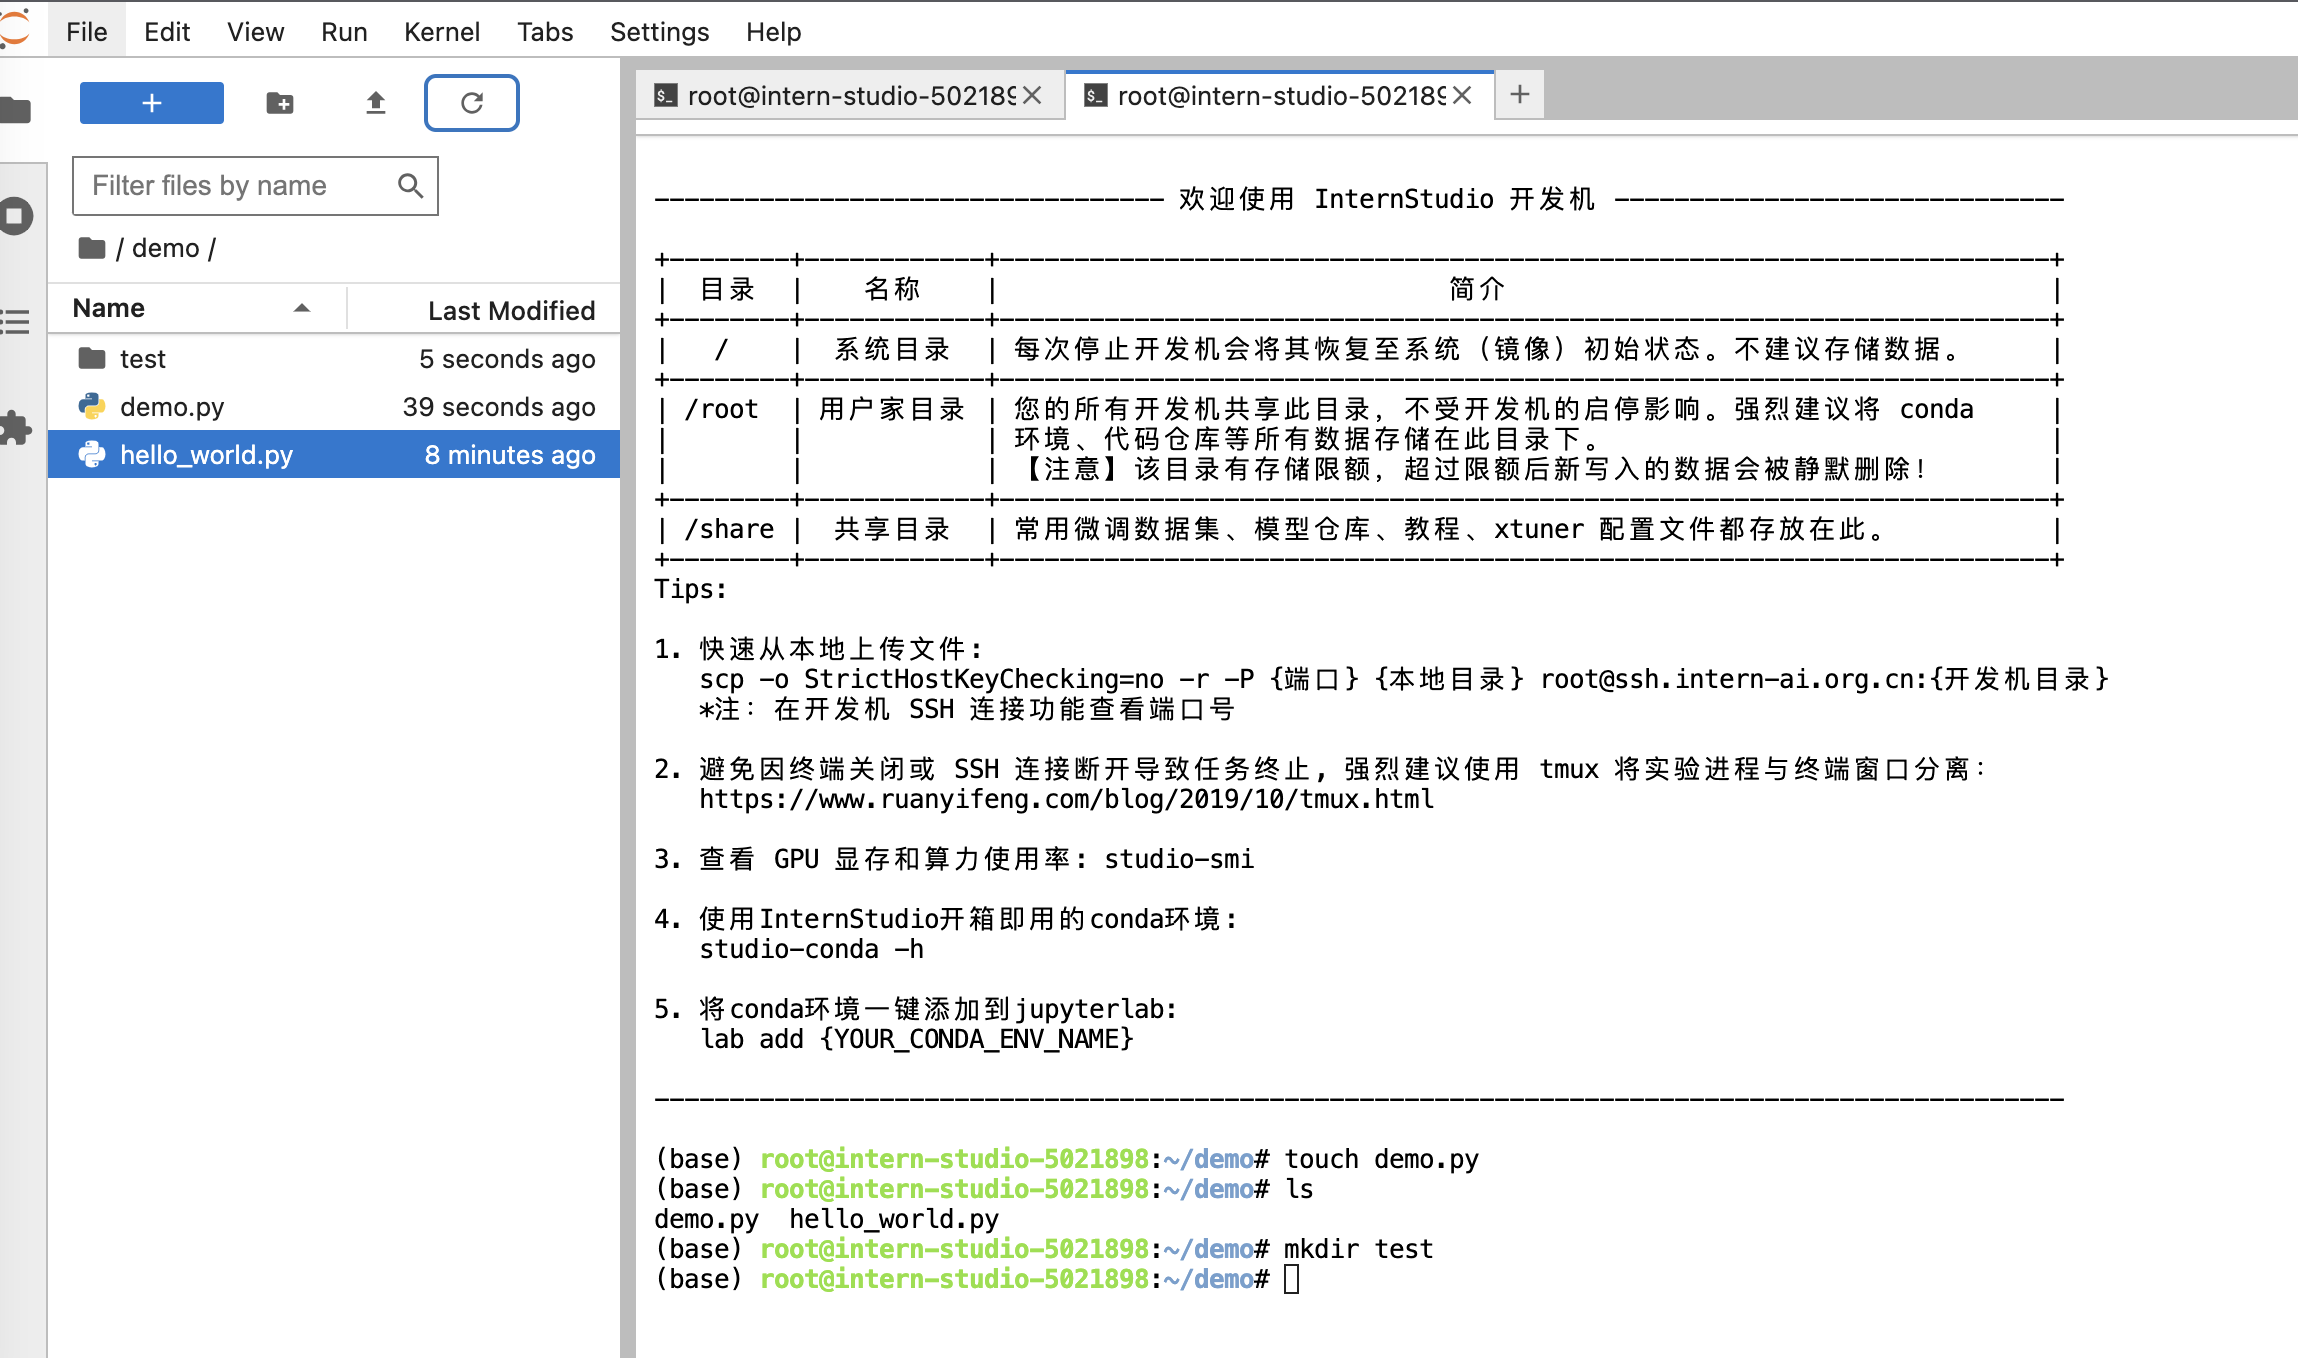 File Edit View Run Kernel Tabs Settings Help
+
Filter files by name
/ demo /
Name Last Modified
test 5 seconds ago
demo.py 39 seconds ago
hello_world.py 8 minutes ago
$_ root@intern-studio-502189 $_ root@intern-studio-502189 +
---------------------------------- 欢迎使用 InternStudio 开发机 ------------------------------
+--------+------------+----------------------------------------------------------------------+
| 目录 | 名称 | 简介 |
+--------+------------+----------------------------------------------------------------------+
| / | 系统目录 | 每次停止开发机会将其恢复至系统（镜像）初始状态。不建议存储数据。 |
+--------+------------+----------------------------------------------------------------------+
| /root | 用户家目录 | 您的所有开发机共享此目录，不受开发机的启停影响。强烈建议将 conda |
| | | 环境、代码仓库等所有数据存储在此目录下。 |
| | | 【注意】该目录有存储限额，超过限额后新写入的数据会被静默删除！ |
+--------+------------+----------------------------------------------------------------------+
| /share | 共享目录 | 常用微调数据集、模型仓库、教程、xtuner 配置文件都存放在此。 |
+--------+------------+----------------------------------------------------------------------+
Tips:
1. 快速从本地上传文件：
scp -o StrictHostKeyChecking=no -r -P {端口} {本地目录} root@ssh.intern-ai.org.cn:{开发机目录}
*注：在开发机 SSH 连接功能查看端口号
2. 避免因终端关闭或 SSH 连接断开导致任务终止，强烈建议使用 tmux 将实验进程与终端窗口分离：
https://www.ruanyifeng.com/blog/2019/10/tmux.html
3. 查看 GPU 显存和算力使用率：studio-smi
4. 使用InternStudio开箱即用的conda环境：
studio-conda -h
5. 将conda环境一键添加到jupyterlab:
lab add {YOUR_CONDA_ENV_NAME}
----------------------------------------------------------------------------------------------
(base) root@intern-studio-5021898:~/demo# touch demo.py
(base) root@intern-studio-5021898:~/demo# ls
demo.py  hello_world.py
(base) root@intern-studio-5021898:~/demo# mkdir test
(base) root@intern-studio-5021898:~/demo#